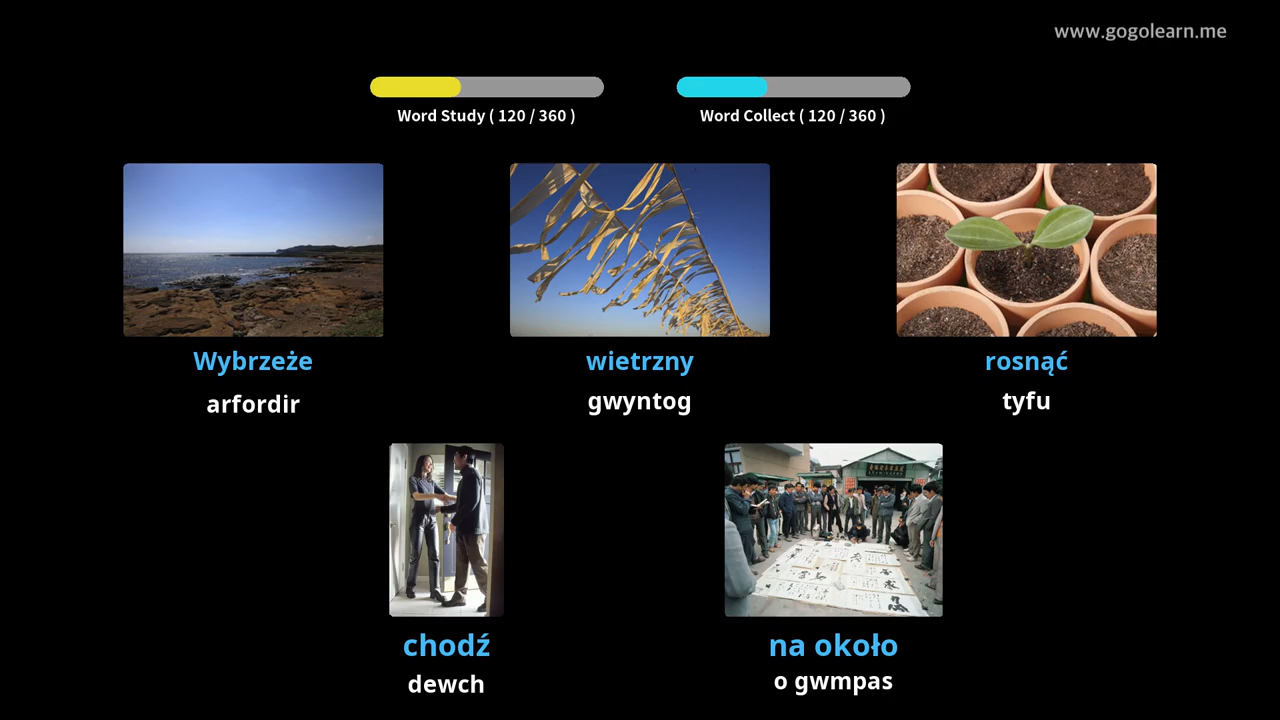 www.gogolearn.me
Word Study ( 120 / 360 )
Word Collect ( 120 / 360 )
Wybrzeże
arfordir
wietrzny
gwyntog
rosnąć
tyfu
chodź
dewch
na około
o gwmpas